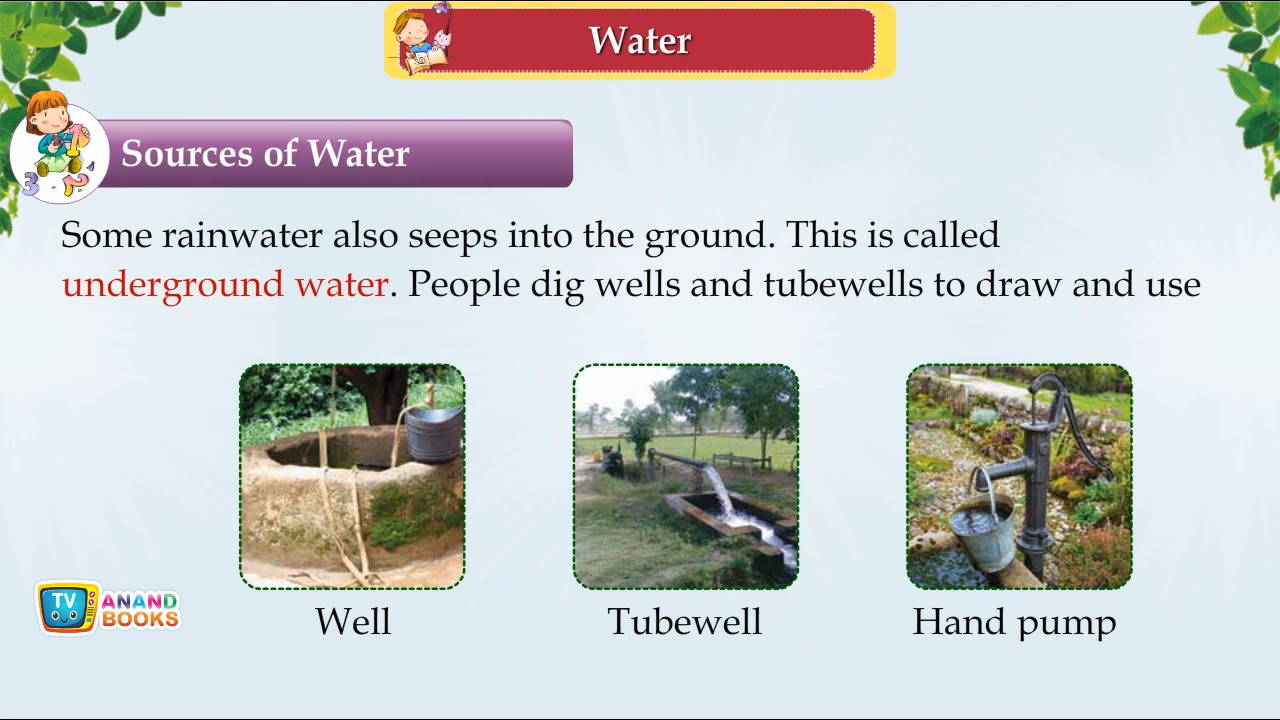 Water
Sources of Water
Some rainwater also seeps into the ground. This is called
underground water. People dig wells and tubewells to draw and use
Well
Tubewell
Hand pump
TV
ANAND
BOOKS
3